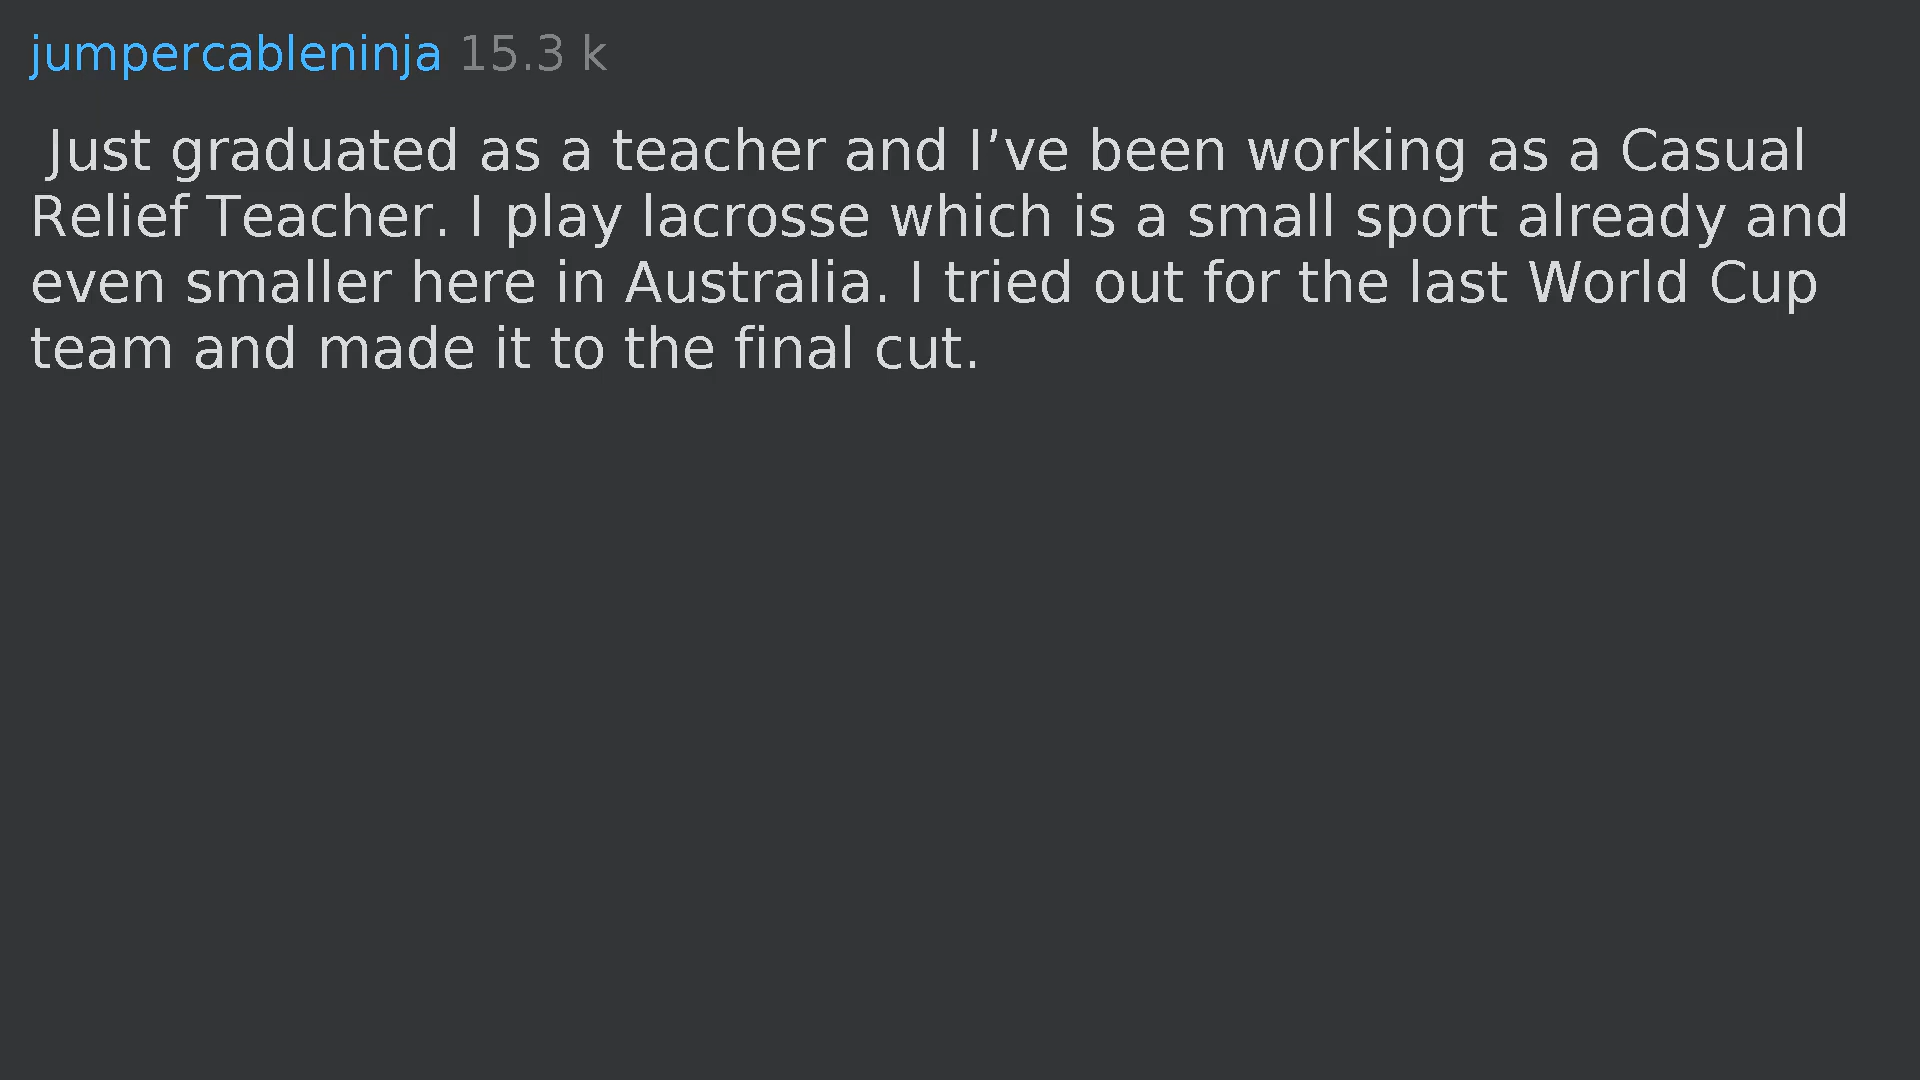 jumpercableninja 15.3 k
Just graduated as a teacher and I’ve been working as a Casual
Relief Teacher. I play lacrosse which is a small sport already and
even smaller here in Australia. I tried out for the last World Cup
team and made it to the final cut.